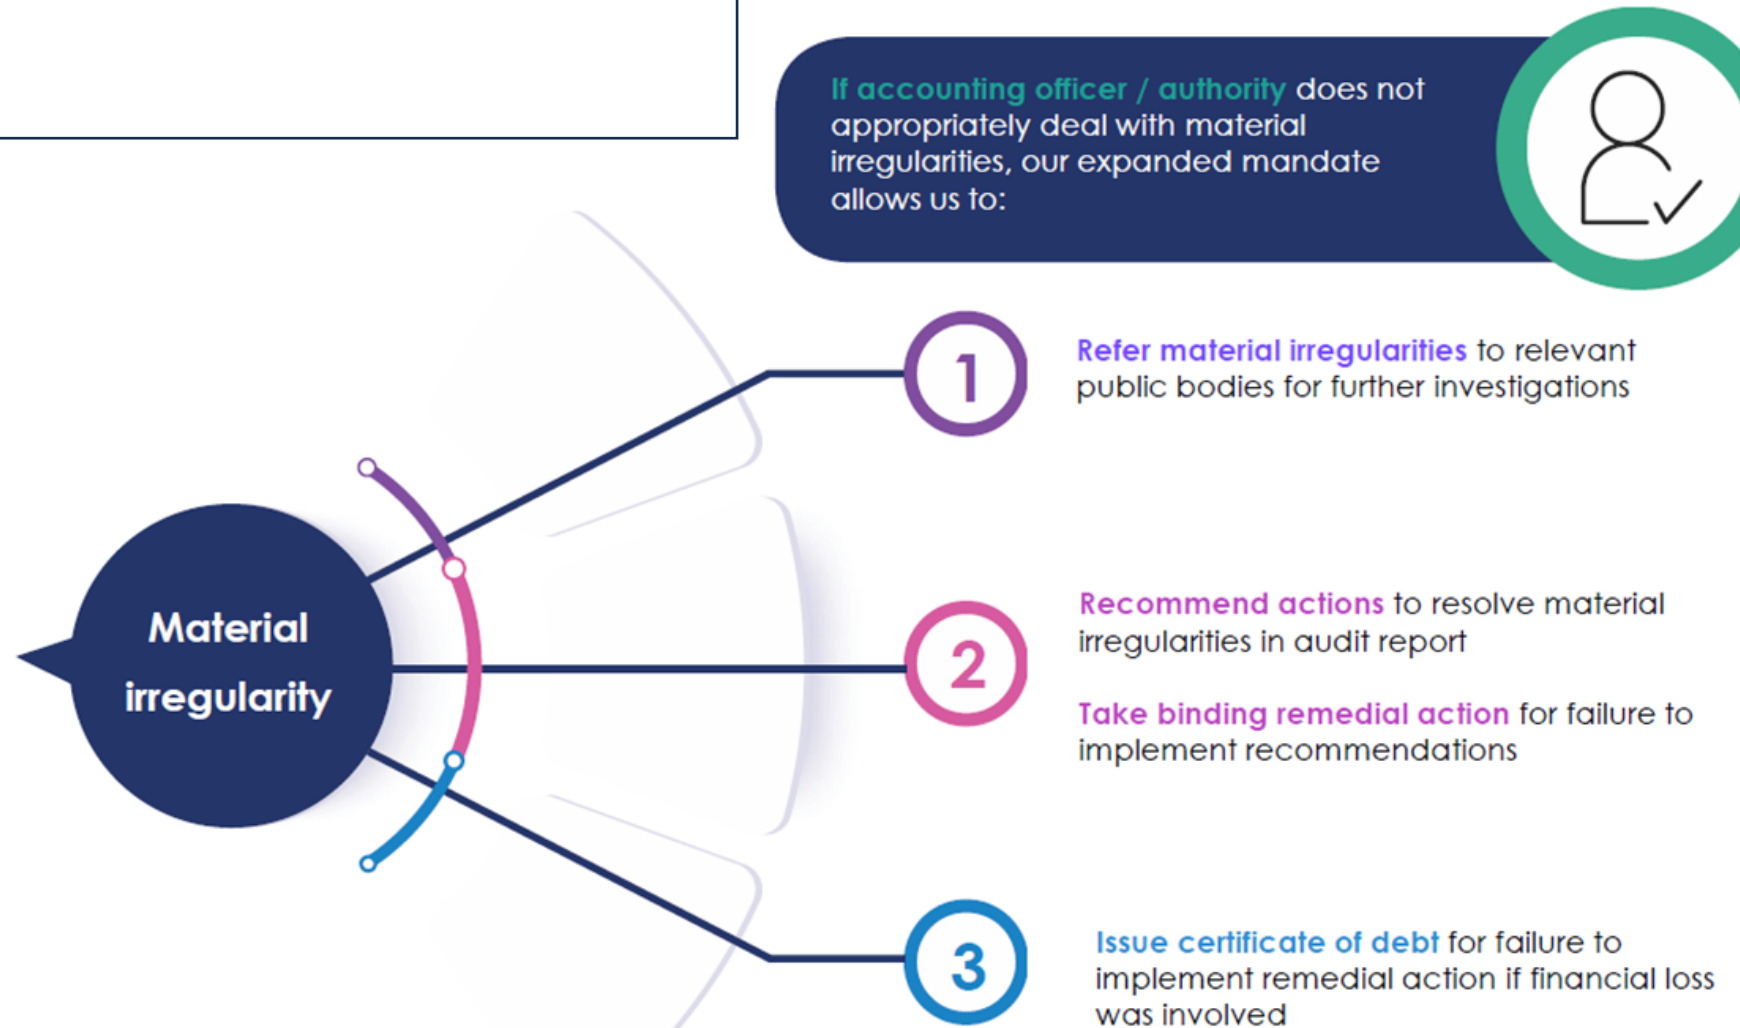 If accounting officer / authority does not
appropriately deal with material
irregularities, our expanded mandate
allows us to:
1
Refer material irregularities to relevant
public bodies for further investigations
Material
irregularity
2
Recommend actions to resolve material
irregularities in audit report
Take binding remedial action for failure to
implement recommendations
3
Issue certificate of debt for failure to
implement remedial action if financial loss
was involved